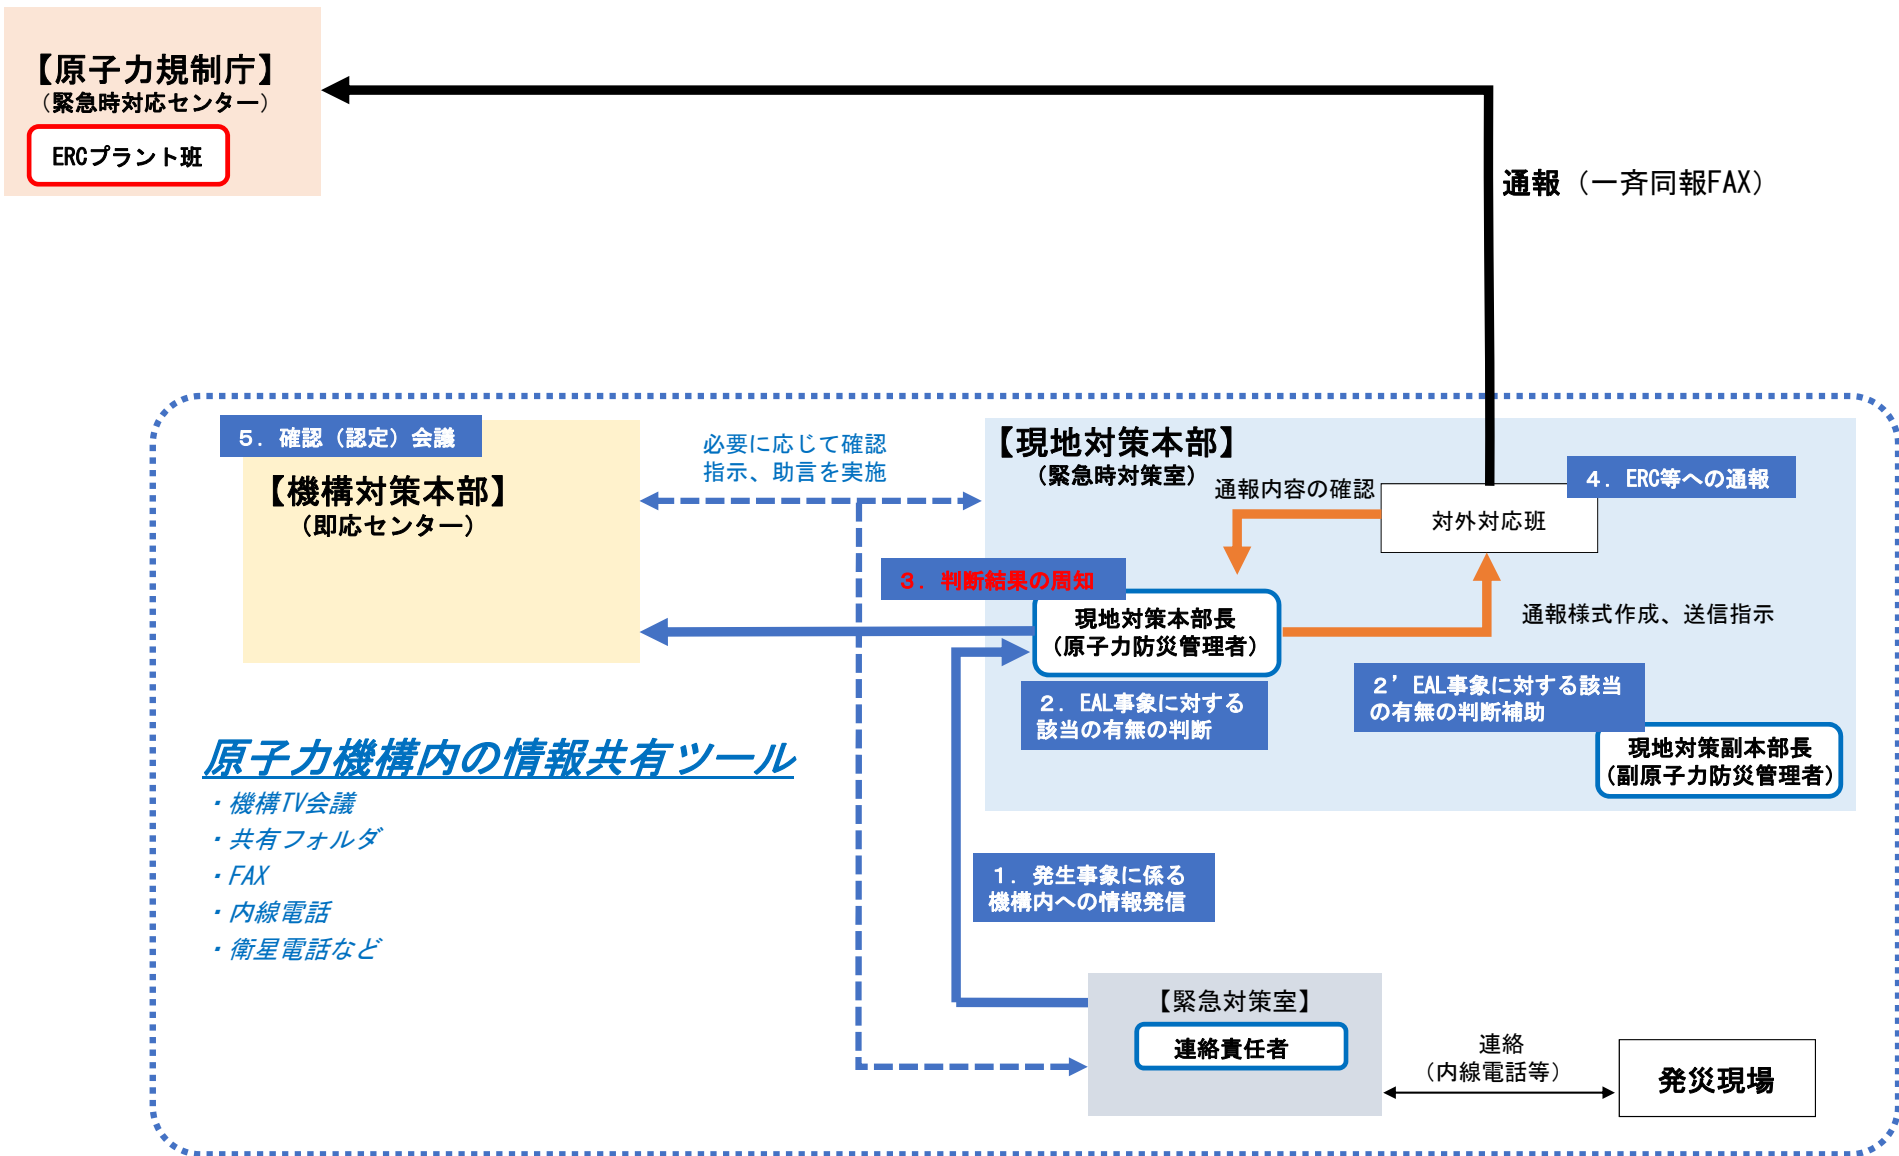 【原子力規制庁】
（緊急時対応センター）
ERCプラント班
通報（一斉同報FAX）
５．確認（認定）会議
【機構対策本部】
（即応センター）
必要に応じて確認
指示、助言を実施
【現地対策本部】
（緊急時対策室）
通報内容の確認
４．ERC等への通報
対外対応班
３．判断結果の周知
現地対策本部長
（原子力防災管理者）
通報様式作成、送信指示
２．EAL事象に対する
該当の有無の判断
２’EAL事象に対する該当
の有無の判断補助
現地対策副本部長
（副原子力防災管理者）
原子力機構内の情報共有ツール
・機構TV会議
・共有フォルダ
・FAX
・内線電話
・衛星電話など
１．発生事象に係る
機構内への情報発信
【緊急対策室】
連絡責任者
連絡
（内線電話等）
発災現場